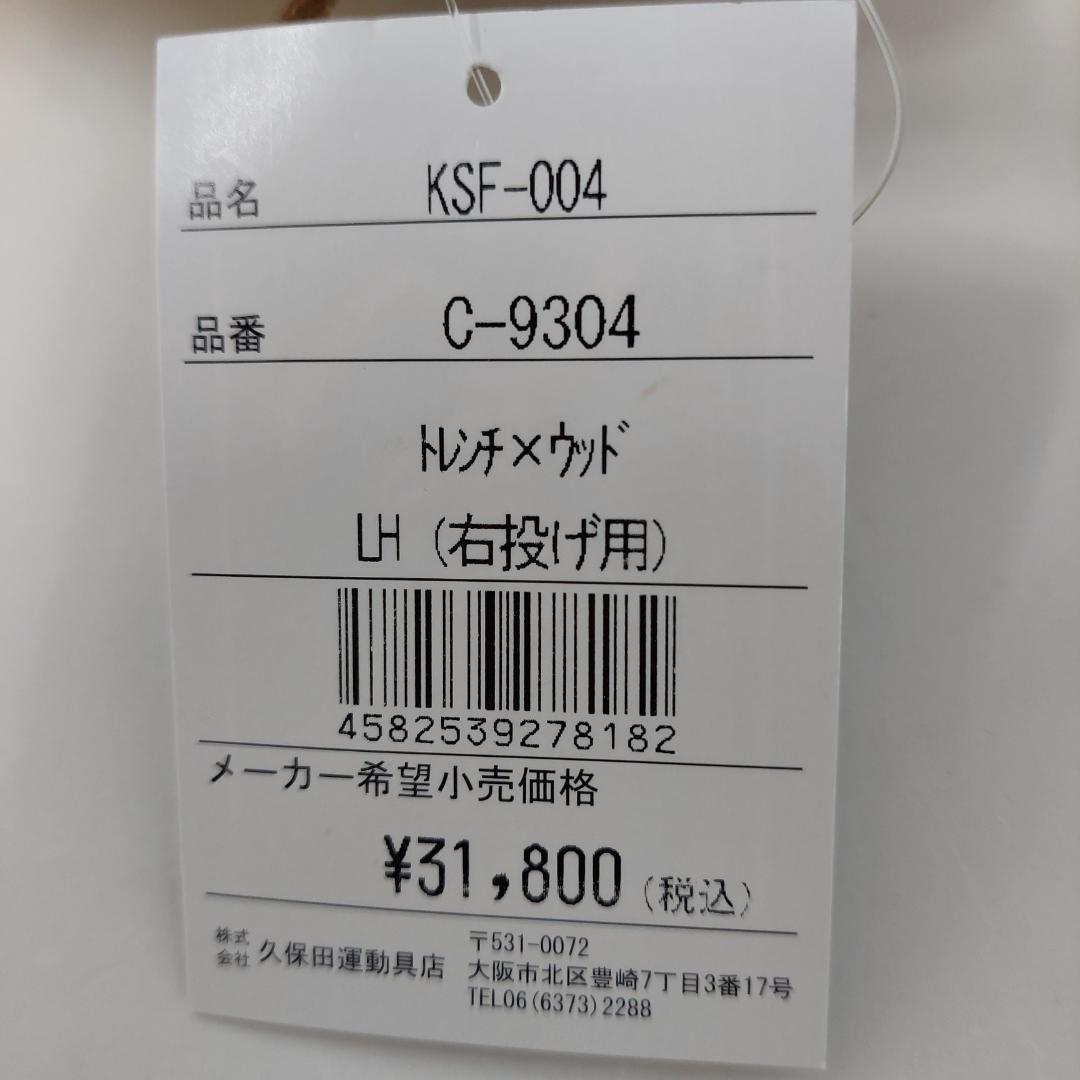 品名 KSF-004
品番 C-9304
ﾄﾚﾝﾁ×ｳｯﾄﾞ
LH (右投げ用)
4582539278182
メーカー希望小売価格
¥31,800 (税込)
株式会社 久保田運動具店
〒531-0072
大阪市北区豊崎7丁目3番17号
TEL06(6373)2288